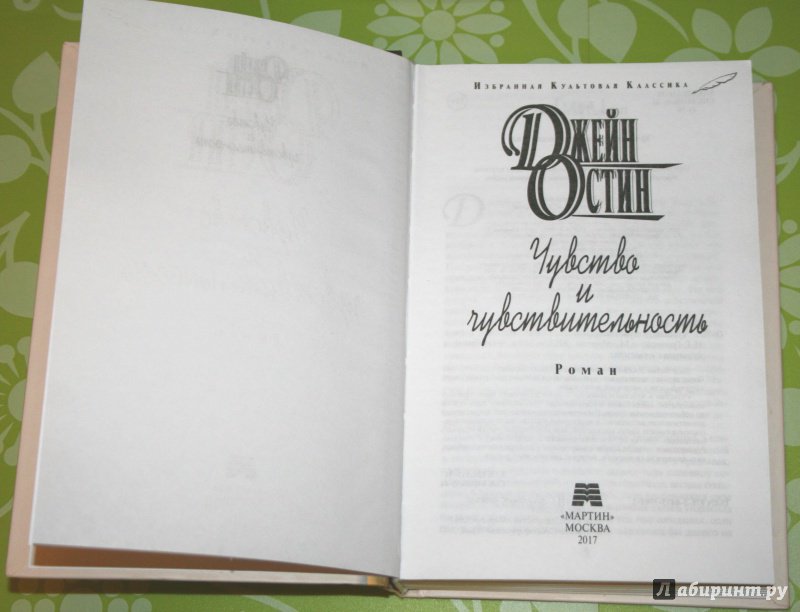 Избранная Культовая Классика
Джейн
Остин
Чувство
и
чувствительность
Роман
«МАРТИН»
МОСКВА
2017
Лабиринт.ру